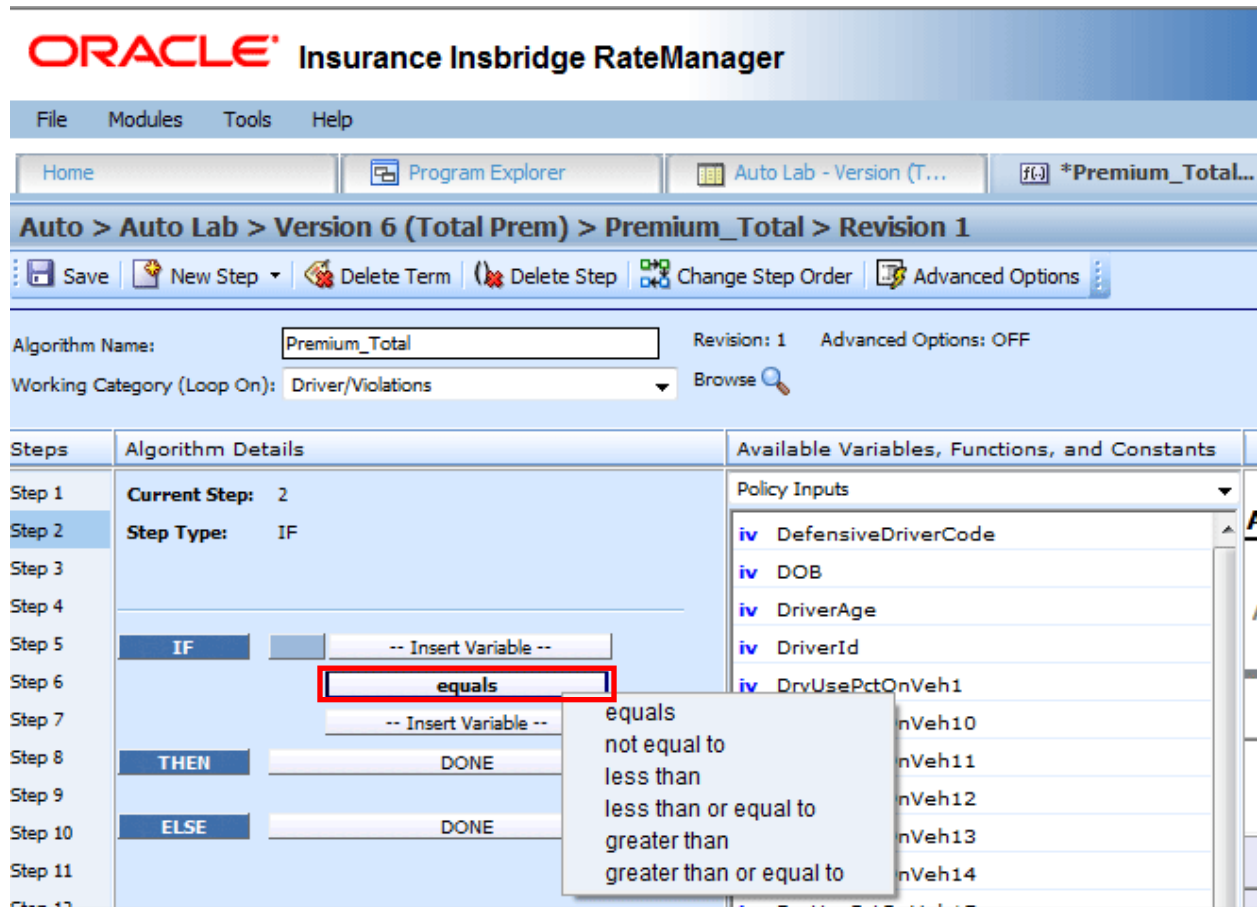 ORACLE® Insurance Insbridge RateManager
File Modules Tools Help
Home Program Explorer Auto Lab - Version (T... *Premium_Total...
Auto > Auto Lab > Version 6 (Total Prem) > Premium_Total > Revision 1
Save New Step Delete Term Delete Step Change Step Order Advanced Options
Algorithm Name: Premium_Total Revision: 1 Advanced Options: OFF
Working Category (Loop On): Driver/Violations Browse
Steps Algorithm Details Available Variables, Functions, and Constants
Step 1 Current Step: 2 Policy Inputs
Step 2 Step Type: IF iv DefensiveDriverCode
Step 3 iv DOB
Step 4 iv DriverAge
Step 5 IF -- Insert Variable -- iv DriverId
Step 6 equals iv DrvUsePctOnVeh1
Step 7 -- Insert Variable -- equals nVeh10
not equal to
Step 8 THEN DONE less than nVeh11
Step 9 less than or equal to nVeh12
Step 10 ELSE DONE greater than nVeh13
Step 11 greater than or equal to nVeh14